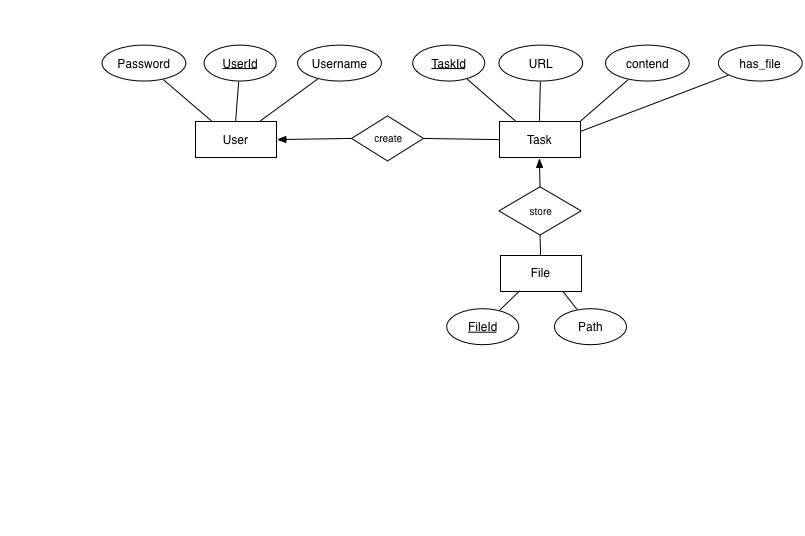 Password
UserId
Username
TaskId
URL
contend
has_file
User
create
Task
store
File
FileId
Path